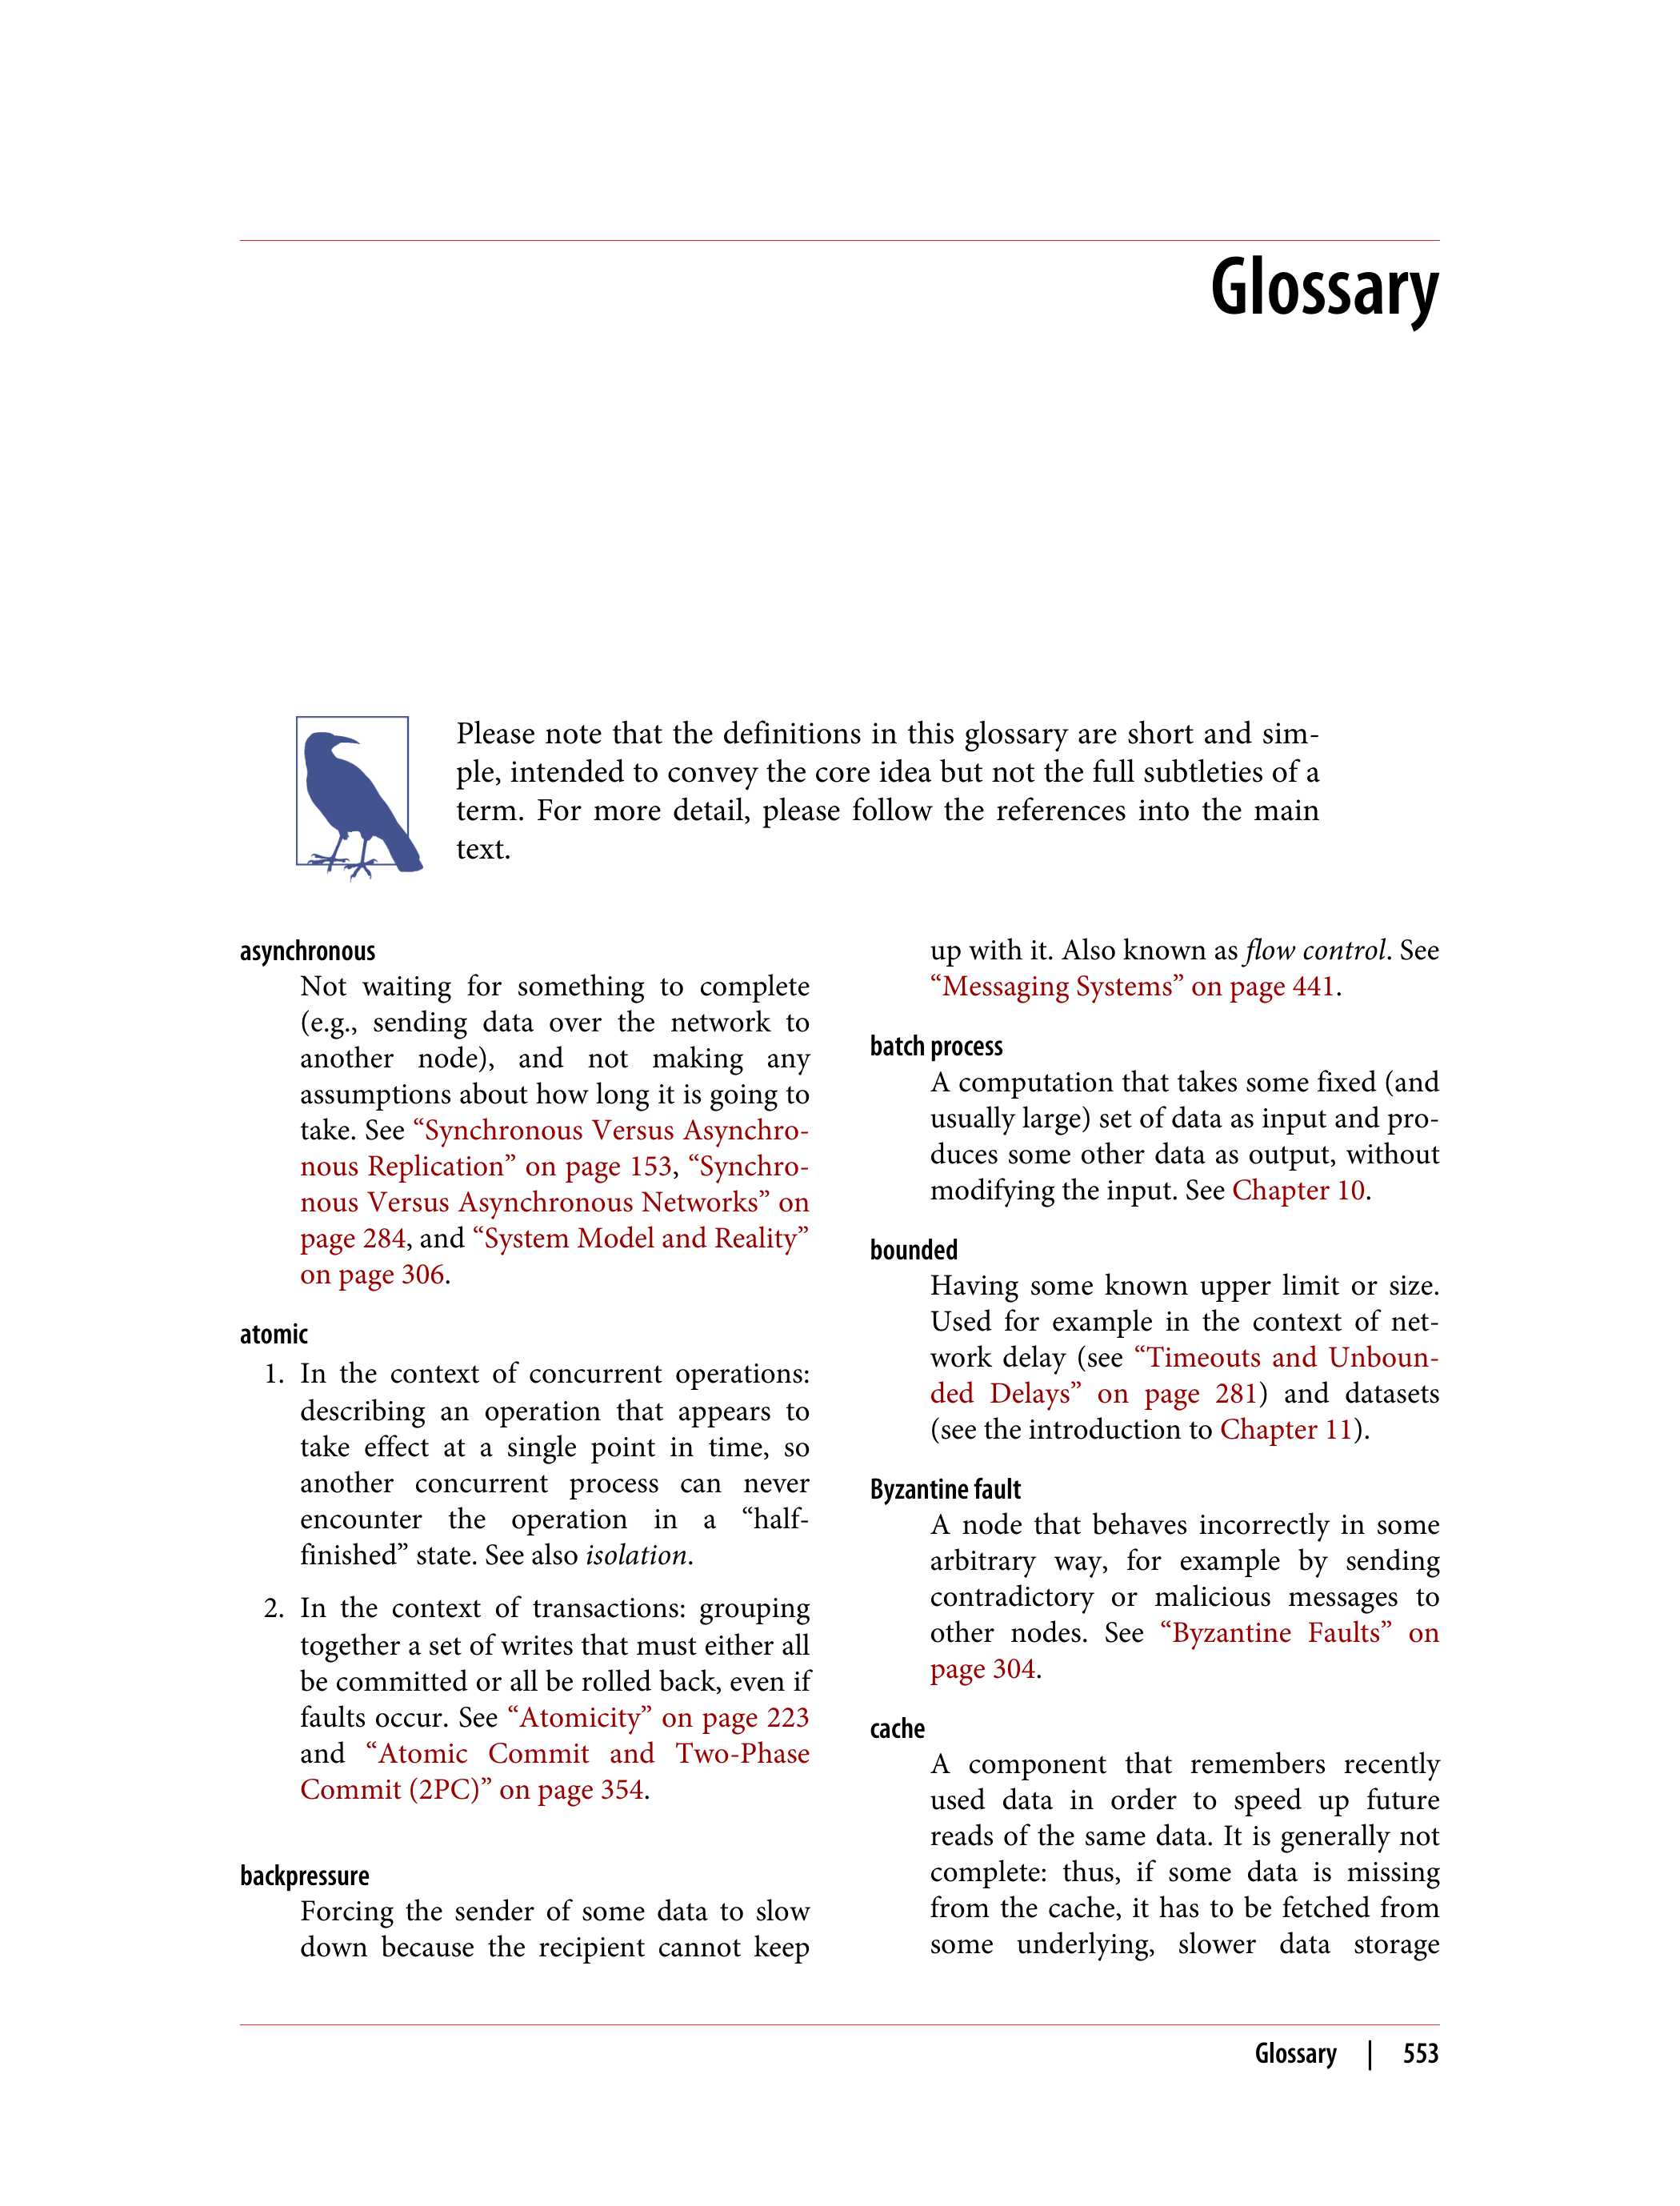 Glossary
Please note that the definitions in this glossary are short and sim-
ple, intended to convey the core idea but not the full subtleties of a
term. For more detail, please follow the references into the main
text.
asynchronous
Not waiting for something to complete
(e.g., sending data over the network to
another node), and not making any
assumptions about how long it is going to
take. See “Synchronous Versus Asynchro-
nous Replication” on page 153, “Synchro-
nous Versus Asynchronous Networks” on
page 284, and “System Model and Reality”
on page 306.
atomic
1. In the context of concurrent operations:
describing an operation that appears to
take effect at a single point in time, so
another concurrent process can never
encounter the operation in a “half-
finished” state. See also isolation.
2. In the context of transactions: grouping
together a set of writes that must either all
be committed or all be rolled back, even if
faults occur. See “Atomicity” on page 223
and “Atomic Commit and Two-Phase
Commit (2PC)” on page 354.
backpressure
Forcing the sender of some data to slow
down because the recipient cannot keep
up with it. Also known as flow control. See
“Messaging Systems” on page 441.
batch process
A computation that takes some fixed (and
usually large) set of data as input and pro-
duces some other data as output, without
modifying the input. See Chapter 10.
bounded
Having some known upper limit or size.
Used for example in the context of net-
work delay (see “Timeouts and Unboun-
ded Delays” on page 281) and datasets
(see the introduction to Chapter 11).
Byzantine fault
A node that behaves incorrectly in some
arbitrary way, for example by sending
contradictory or malicious messages to
other nodes. See “Byzantine Faults” on
page 304.
cache
A component that remembers recently
used data in order to speed up future
reads of the same data. It is generally not
complete: thus, if some data is missing
from the cache, it has to be fetched from
some underlying, slower data storage
Glossary | 553